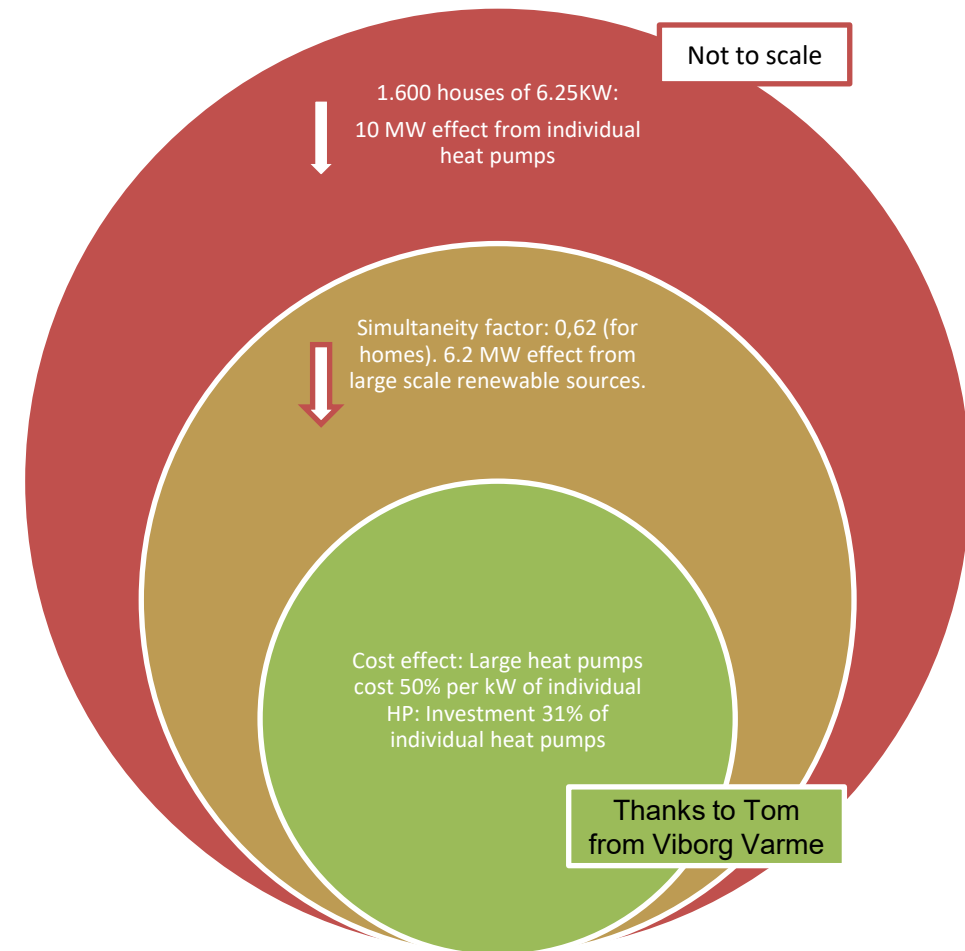 Not to scale
1.600 houses of 6.25KW:
10 MW effect from individual
heat pumps
Simultaneity factor: 0,62 (for
homes). 6.2 MW effect from
large scale renewable sources.
Cost effect: Large heat pumps
cost 50% per kW of individual
HP: Investment 31% of
individual heat pumps
Thanks to Tom
from Viborg Varme